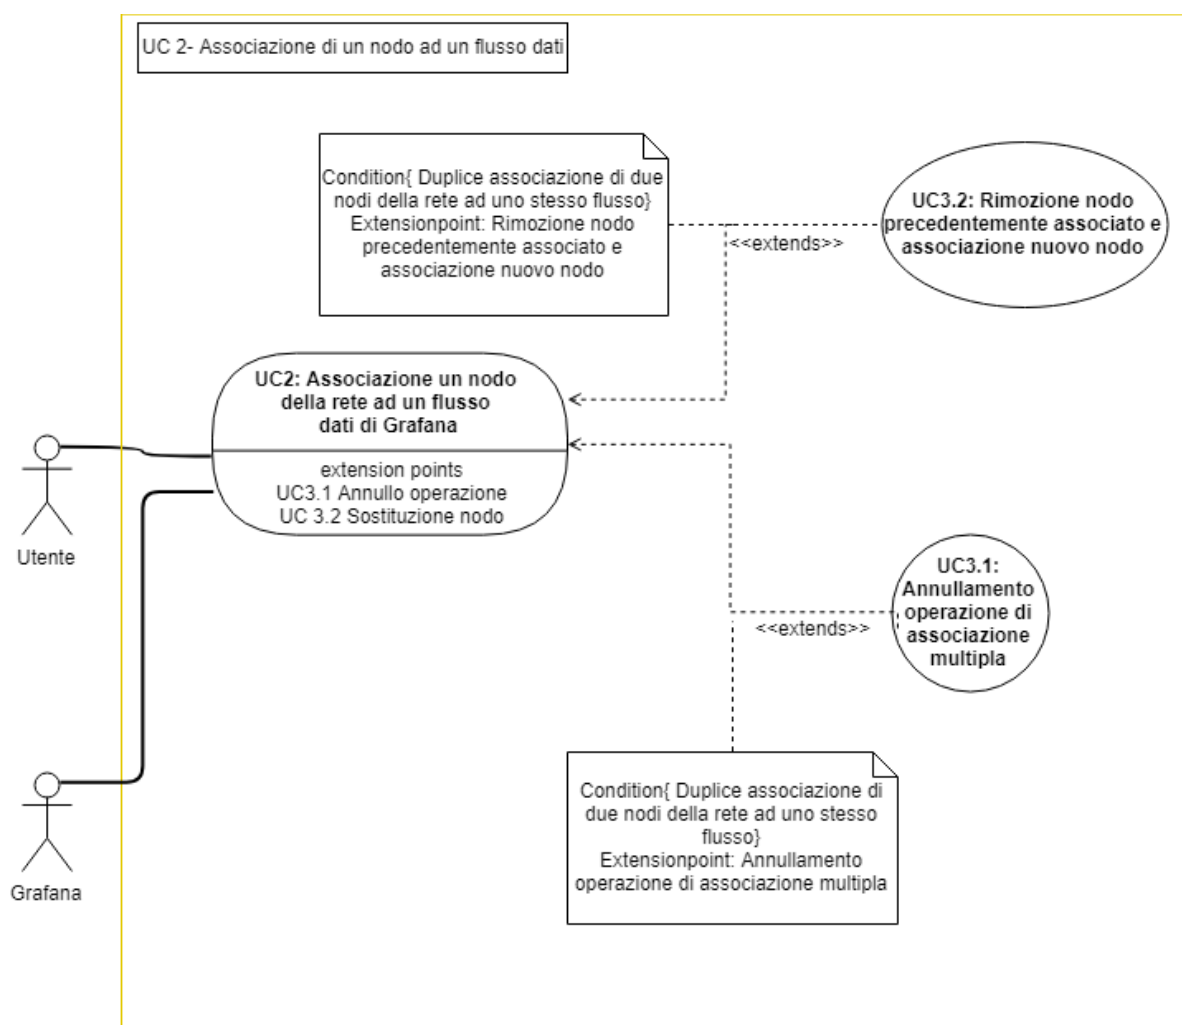 UC 2- Associazione di un nodo ad un flusso dati
Condition{ Duplice associazione di due
nodi della rete ad uno stesso flusso}
Extensionpoint: Rimozione nodo
precedentemente associato e
associazione nuovo nodo
<<extends>>
UC3.2: Rimozione nodo
precedentemente associato e
associazione nuovo nodo
UC2: Associazione un nodo
della rete ad un flusso
dati di Grafana
extension points
UC3.1 Annullo operazione
UC 3.2 Sostituzione nodo
Utente
<<extends>>
UC3.1:
Annullamento
operazione di
associazione
multipla
Condition{ Duplice associazione di
due nodi della rete ad uno stesso
flusso}
Extensionpoint: Annullamento
operazione di associazione multipla
Grafana